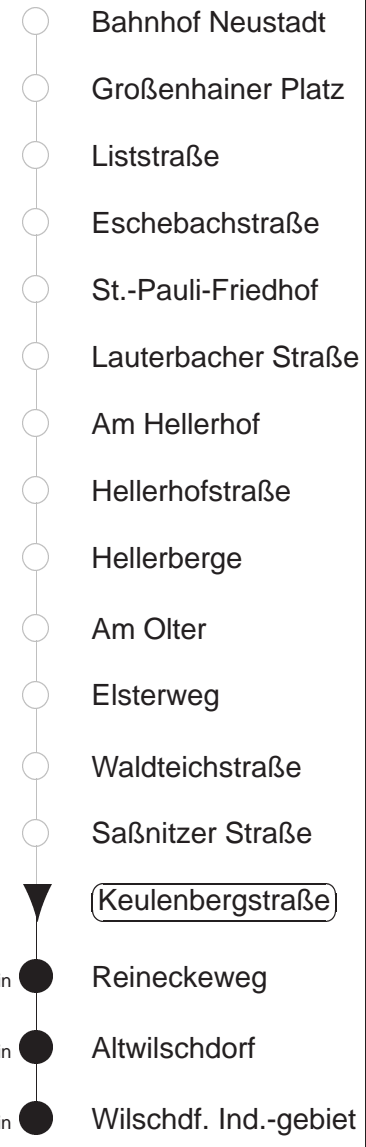 Bahnhof Neustadt
Großenhainer Platz
Liststraße
Eschebachstraße
St.-Pauli-Friedhof
Lauterbacher Straße
Am Hellerhof
Hellerhofstraße
Hellerberge
Am Olter
Elsterweg
Waldteichstraße
Saßnitzer Straße
Keulenbergstraße
Reineckeweg
Altwilschdorf
Wilschdf. Ind.-gebiet